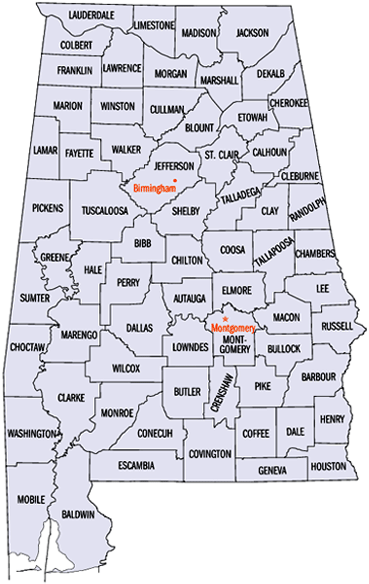 LAUDERDALE
LIMESTONE
MADISON
JACKSON
COLBERT
FRANKLIN
LAWRENCE
MORGAN
MARSHALL
DEKALB
MARION
WINSTON
CULLMAN
CHEROKEE
ETOWAH
BLOUNT
LAMAR
FAYETTE
WALKER
JEFFERSON
ST. CLAIR
CALHOUN
CLEBURNE
Birmingham
PICKENS
TUSCALOOSA
SHELBY
TALLADEGA
CLAY
RANDOLPH
BIBB
GREENE
HALE
CHILTON
COOSA
TALLAPOOSA
CHAMBERS
PERRY
SUMTER
AUTAUGA
ELMORE
LEE
MACON
RUSSELL
Montgomery
MARENGO
DALLAS
CHOCTAW
LOWNDES
MONT-
GOMERY
BULLOCK
WILCOX
BARBOUR
CLARKE
BUTLER
CRENSHAW
PIKE
MONROE
HENRY
WASHINGTON
CONECUH
COFFEE
DALE
COVINGTON
ESCAMBIA
GENEVA
HOUSTON
MOBILE
BALDWIN